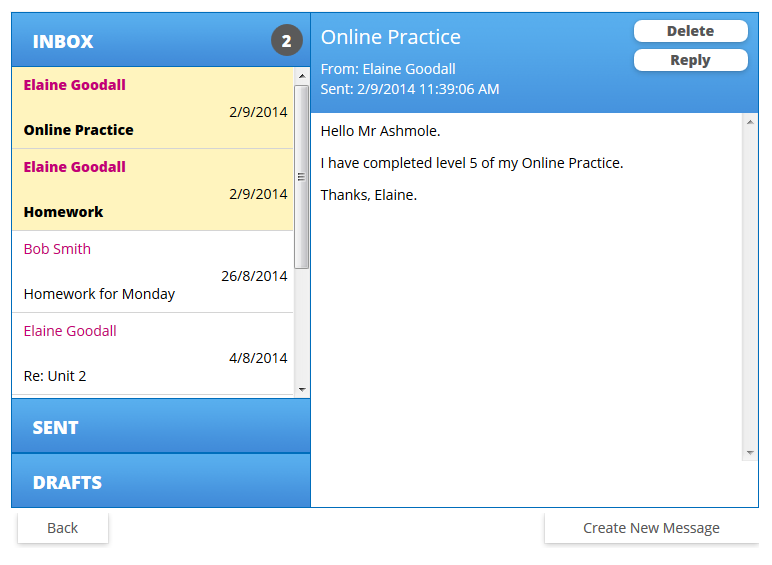 INBOX
2
Elaine Goodall
2/9/2014
Online Practice
Elaine Goodall
2/9/2014
Homework
Bob Smith
26/8/2014
Homework for Monday
Elaine Goodall
4/8/2014
Re: Unit 2
SENT
DRAFTS
Back
Online Practice
From: Elaine Goodall
Sent: 2/9/2014 11:39:06 AM
Delete
Reply
Hello Mr Ashmole.
I have completed level 5 of my Online Practice.
Thanks, Elaine.
Create New Message